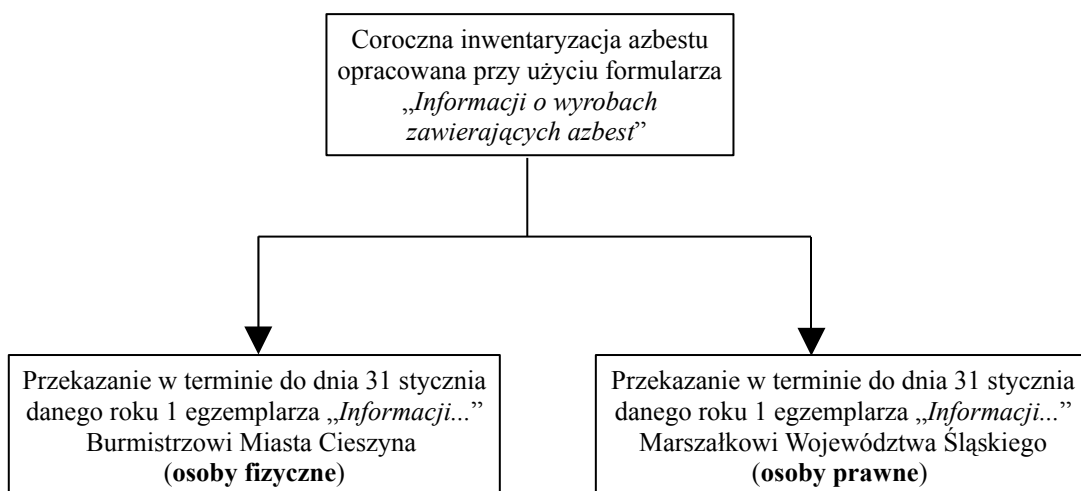 Coroczna inwentaryzacja azbestu
opracowana przy użyciu formularza
„Informacji o wyrobach
zawierających azbest”
Przekazanie w terminie do dnia 31 stycznia
danego roku 1 egzemplarza „Informacji...”
Burmistrzowi Miasta Cieszyna
(osoby fizyczne)
Przekazanie w terminie do dnia 31 stycznia
danego roku 1 egzemplarza „Informacji...”
Marszałkowi Województwa Śląskiego
(osoby prawne)